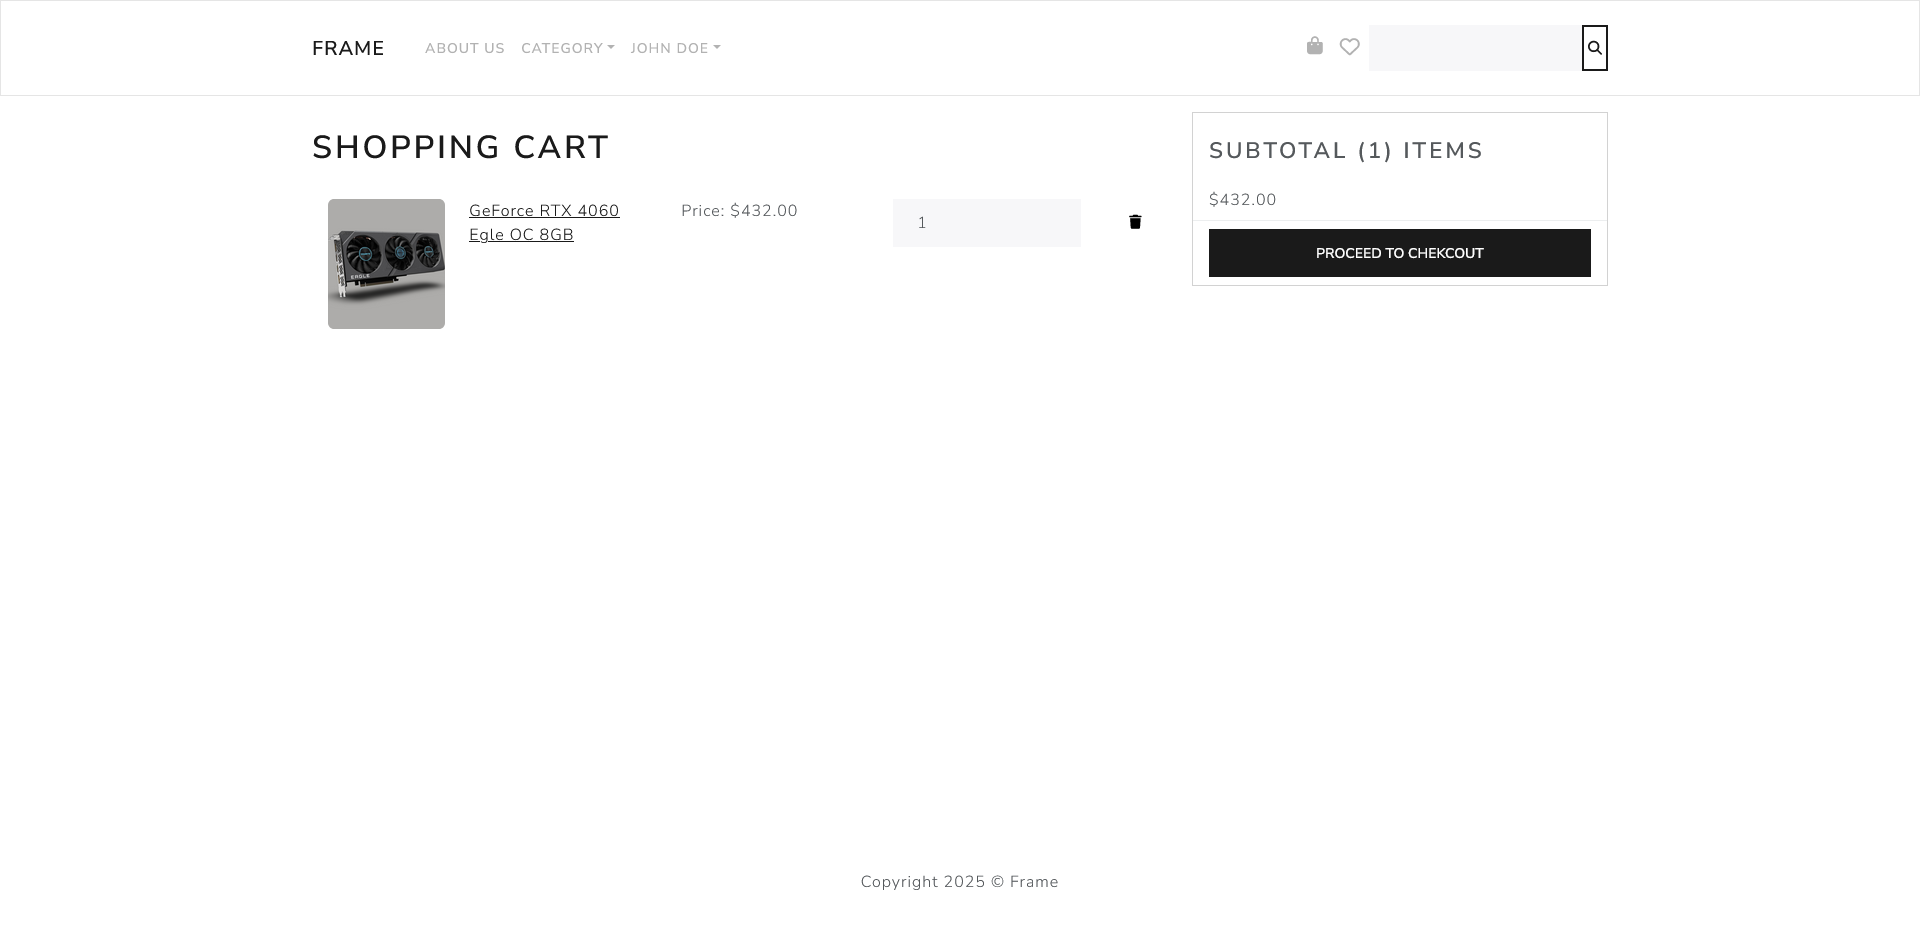 FRAME
ABOUT US
CATEGORY
JOHN DOE
SHOPPING CART
GeForce RTX 4060
Egle OC 8GB
Price: $432.00
1
EAGLE
SUBTOTAL (1) ITEMS
$432.00
PROCEED TO CHEKCOUT
Copyright 2025 © Frame